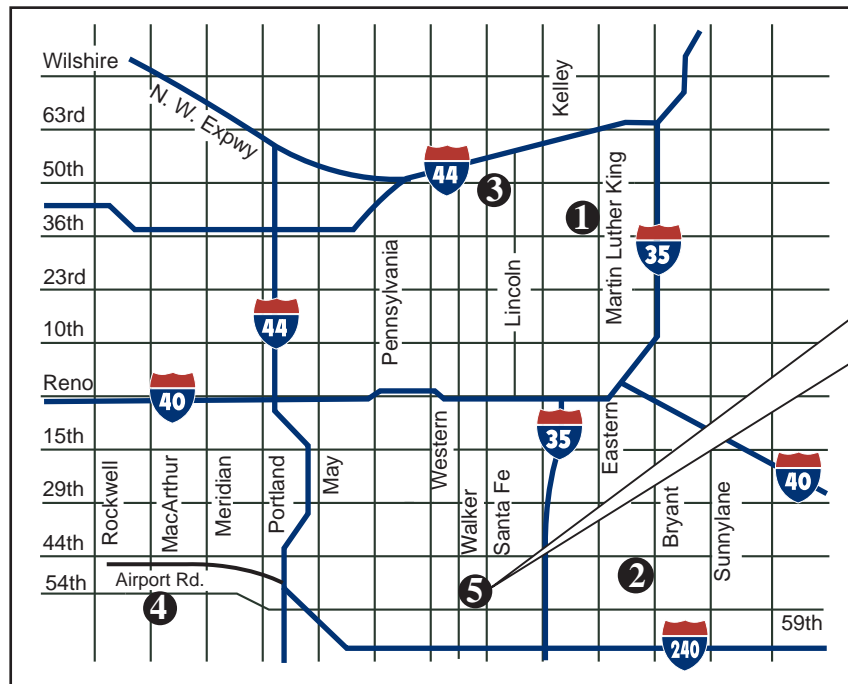 Wilshire
N. W. Expwy
Kelley
63rd
50th
44
3
Martin Luther King
36th
1
35
Pennsylvania
Lincoln
23rd
44
10th
Reno
40
35
15th
Rockwell
MacArthur
Meridian
Portland
May
Western
Walker
Santa Fe
Eastern
Bryant
Sunnylane
40
29th
44th
54th
Airport Rd.
4
5
2
59th
240